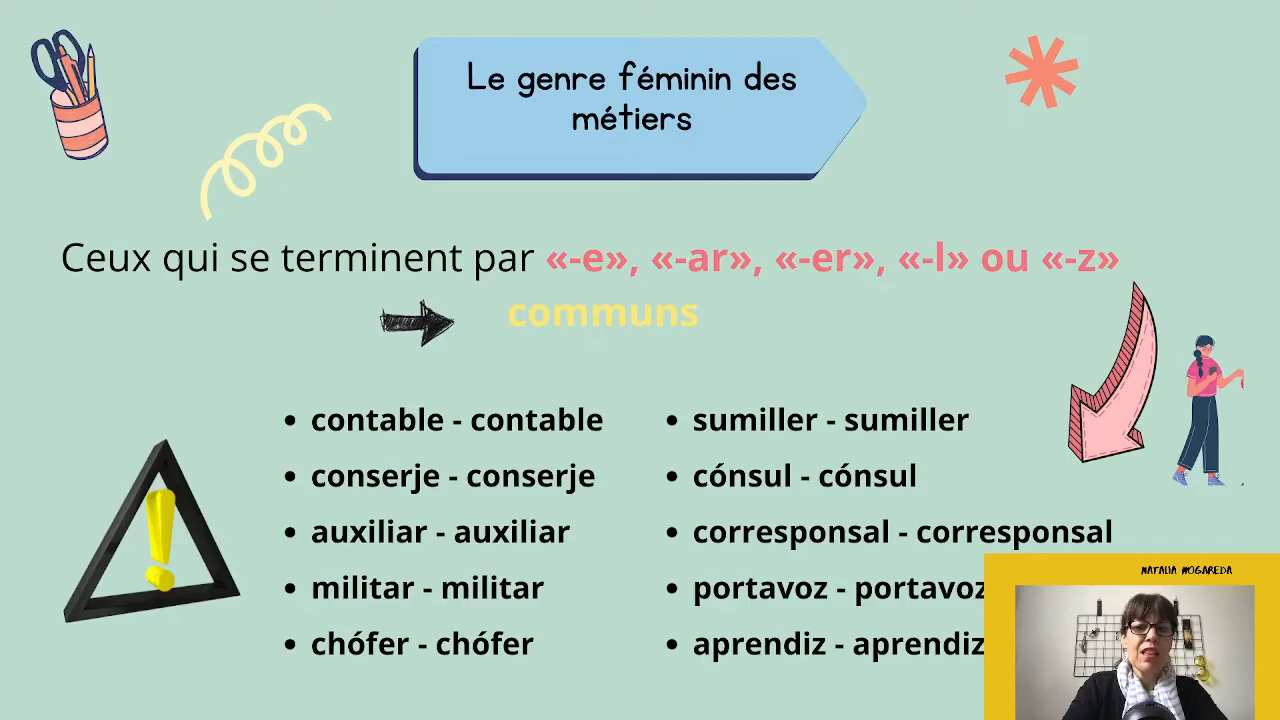 Le genre féminin des
métiers
Ceux qui se terminent par «-e», «-ar», «-er», «-l» ou «-z»
communs
• contable - contable
• conserje - conserje
• auxiliar - auxiliar
• militar - militar
• chófer - chófer
• sumiller - sumiller
• cónsul - cónsul
• corresponsal - corresponsal
• portavoz - portavoz
• aprendiz - aprendiz
NATALIA NOGAREDA